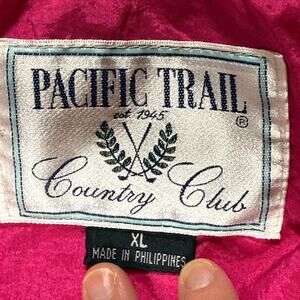 PACIFIC TRAIL
est. 1945
®
Country Club
XL
MADE IN PHILIPPINES